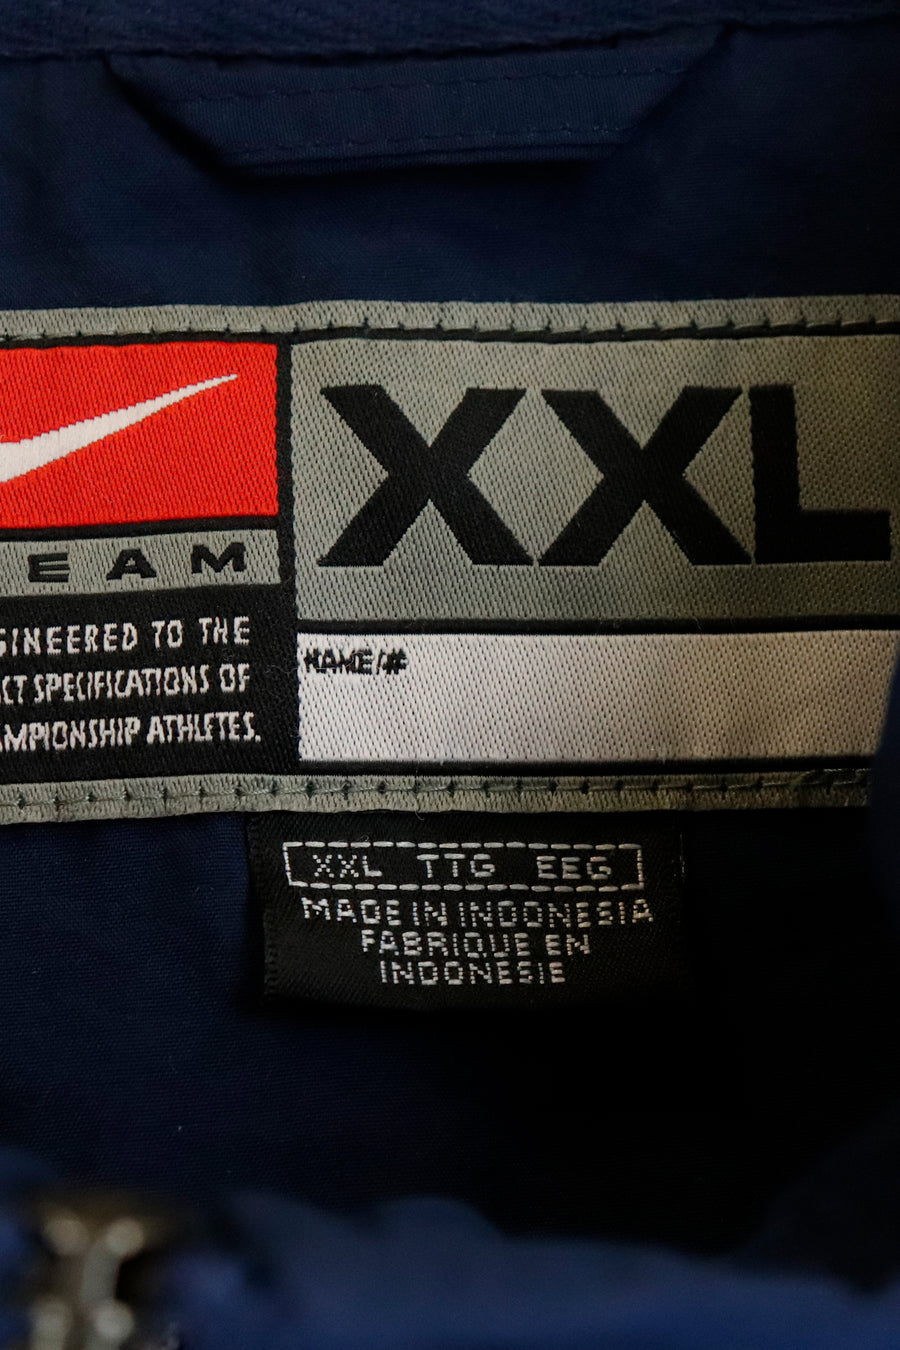 EAM
GINEERED TO THE
CT SPECIFICATIONS OF
AMPIONSHIP ATHLETES.
XXL
NAME/#
XXL TTG EEG
MADE IN INDONESIA
FABRIQUE EN
INDONESIE